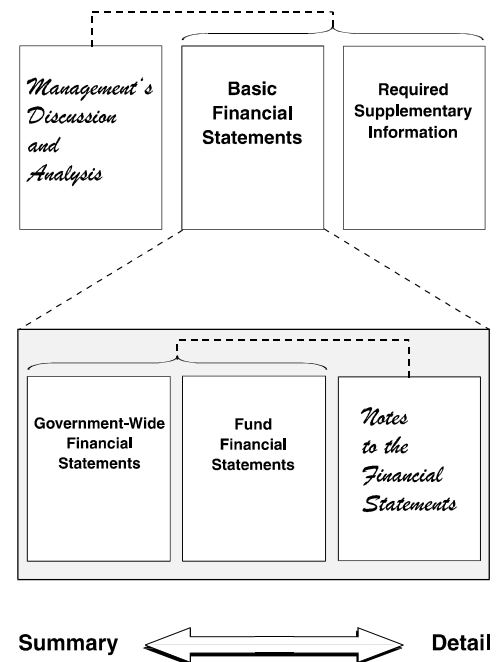 Management's
Discussion
and
Analysis
Basic
Financial
Statements
Required
Supplementary
Information
Government-Wide
Financial
Statements
Fund
Financial
Statements
Notes
to the
Financial
Statements
Summary
Detail